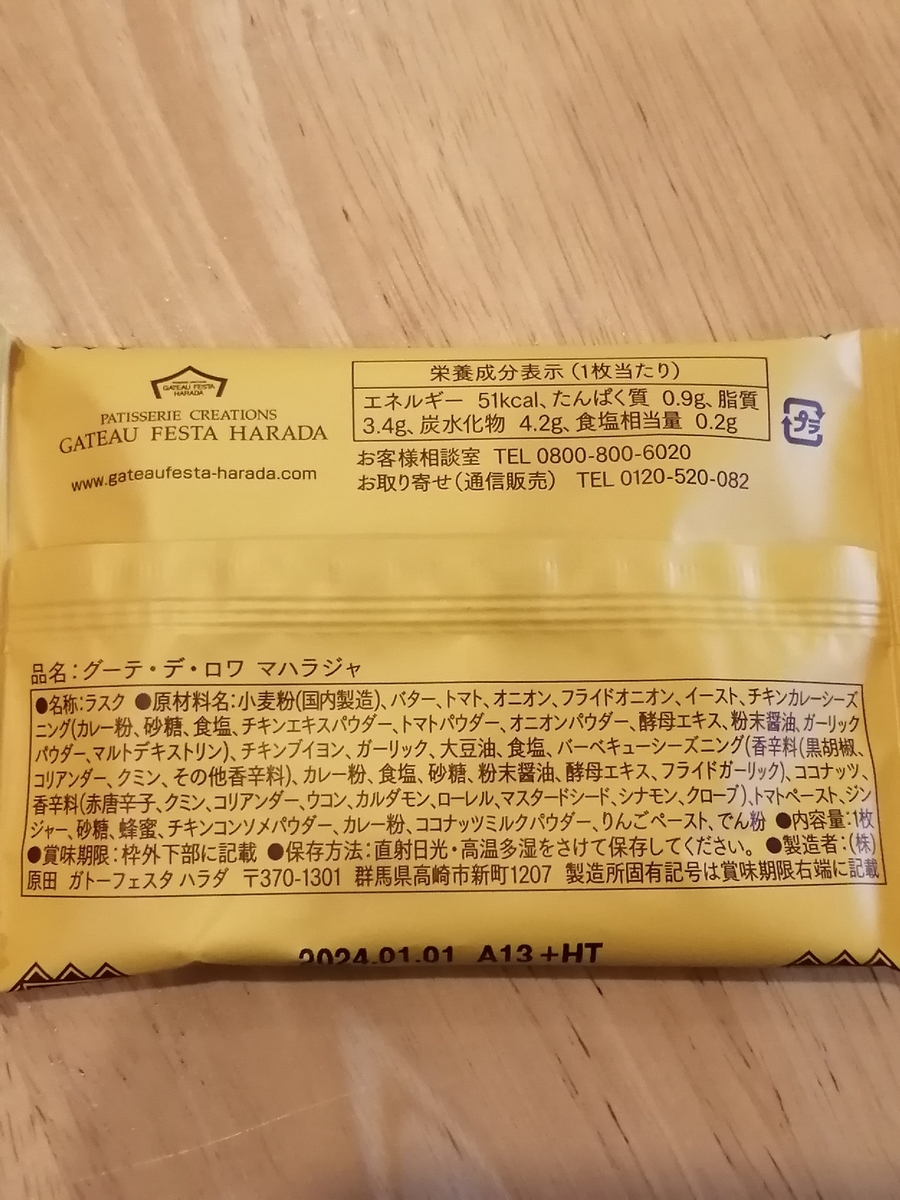 GATEAU FESTA
HARADA
PATISSERIE CREATIONS
GATEAU FESTA HARADA
www.gateaufesta-harada.com
栄養成分表示(1枚当たり)
エネルギー 51kcal、たんぱく質 0.9g、脂質
3.4g、炭水化物 4.2g、食塩相当量 0.2g
プラ
お客様相談室 TEL 0800-800-6020
お取り寄せ(通信販売) TEL 0120-520-082
品名:グーテ・デ・ロワ マハラジャ
●名称:ラスク ●原材料名:小麦粉(国内製造)、バター、トマト、オニオン、フライドオニオン、イースト、チキンカレーシーズ
ニング(カレー粉、砂糖、食塩、チキンエキスパウダー、トマトパウダー、オニオンパウダー、酵母エキス、粉末醤油、ガーリック
パウダー、マルトデキストリン)、チキンブイヨン、ガーリック、大豆油、食塩、バーベキューシーズニング(香辛料(黒胡椒、
コリアンダー、クミン、その他香辛料)、カレー粉、食塩、砂糖、粉末醤油、酵母エキス、フライドガーリック)、ココナッツ、
香辛料(赤唐辛子、クミン、コリアンダー、ウコン、カルダモン、ローレル、マスタードシード、シナモン、クローブ)、トマトペースト、ジン
ジャー、砂糖、蜂蜜、チキンコンソメパウダー、カレー粉、ココナッツミルクパウダー、りんごペースト、でん粉 ●内容量:1枚
●賞味期限:枠外下部に記載 ●保存方法:直射日光・高温多湿をさけて保存してください。 ●製造者:(株)
原田 ガトーフェスタ ハラダ 〒370-1301 群馬県高崎市新町1207 製造所固有記号は賞味期限右端に記載
2024.01.01 A13+HT